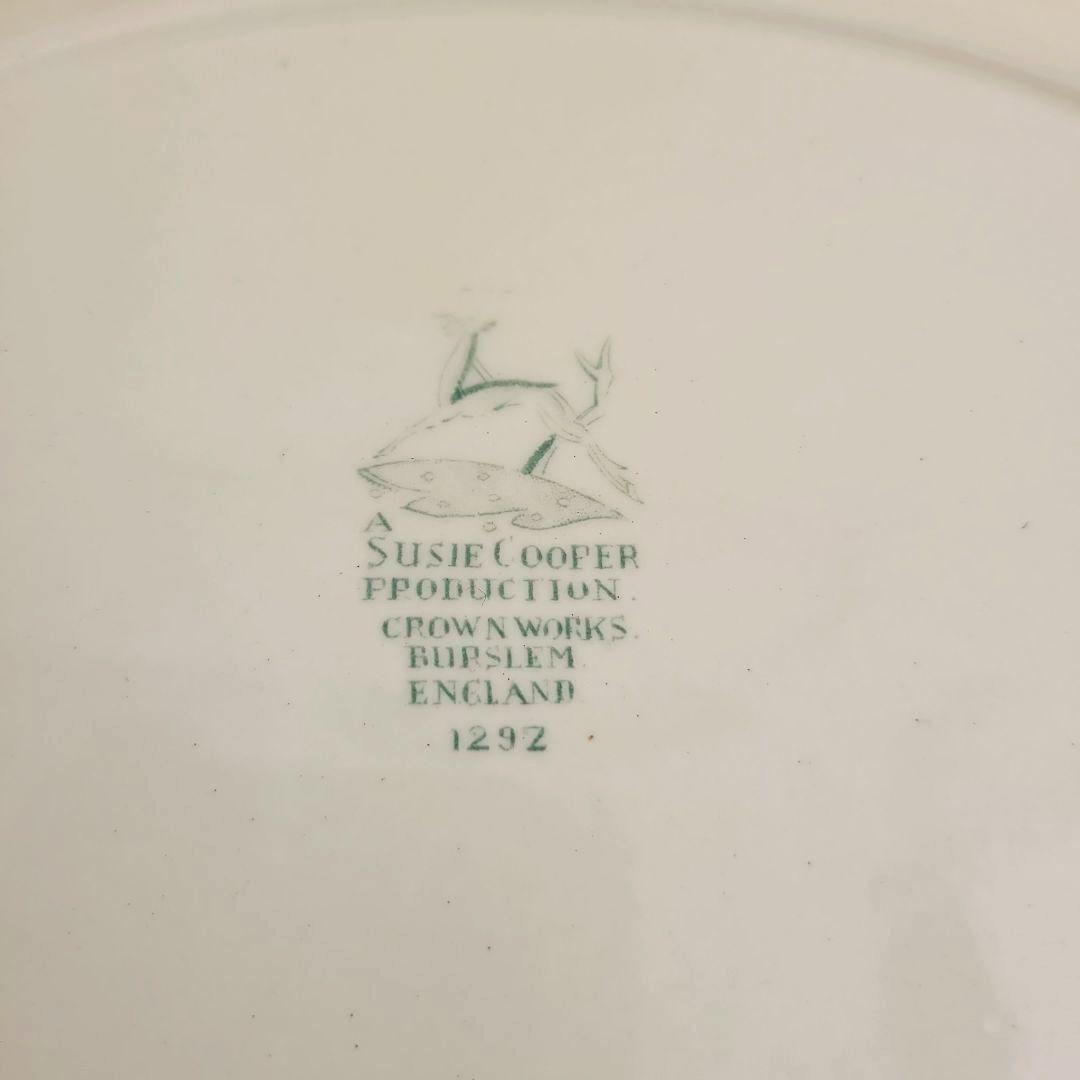 A
SUSIE COOPER
PRODUCTION.
CROWN WORKS.
BURSLEM.
ENGLAND
1292